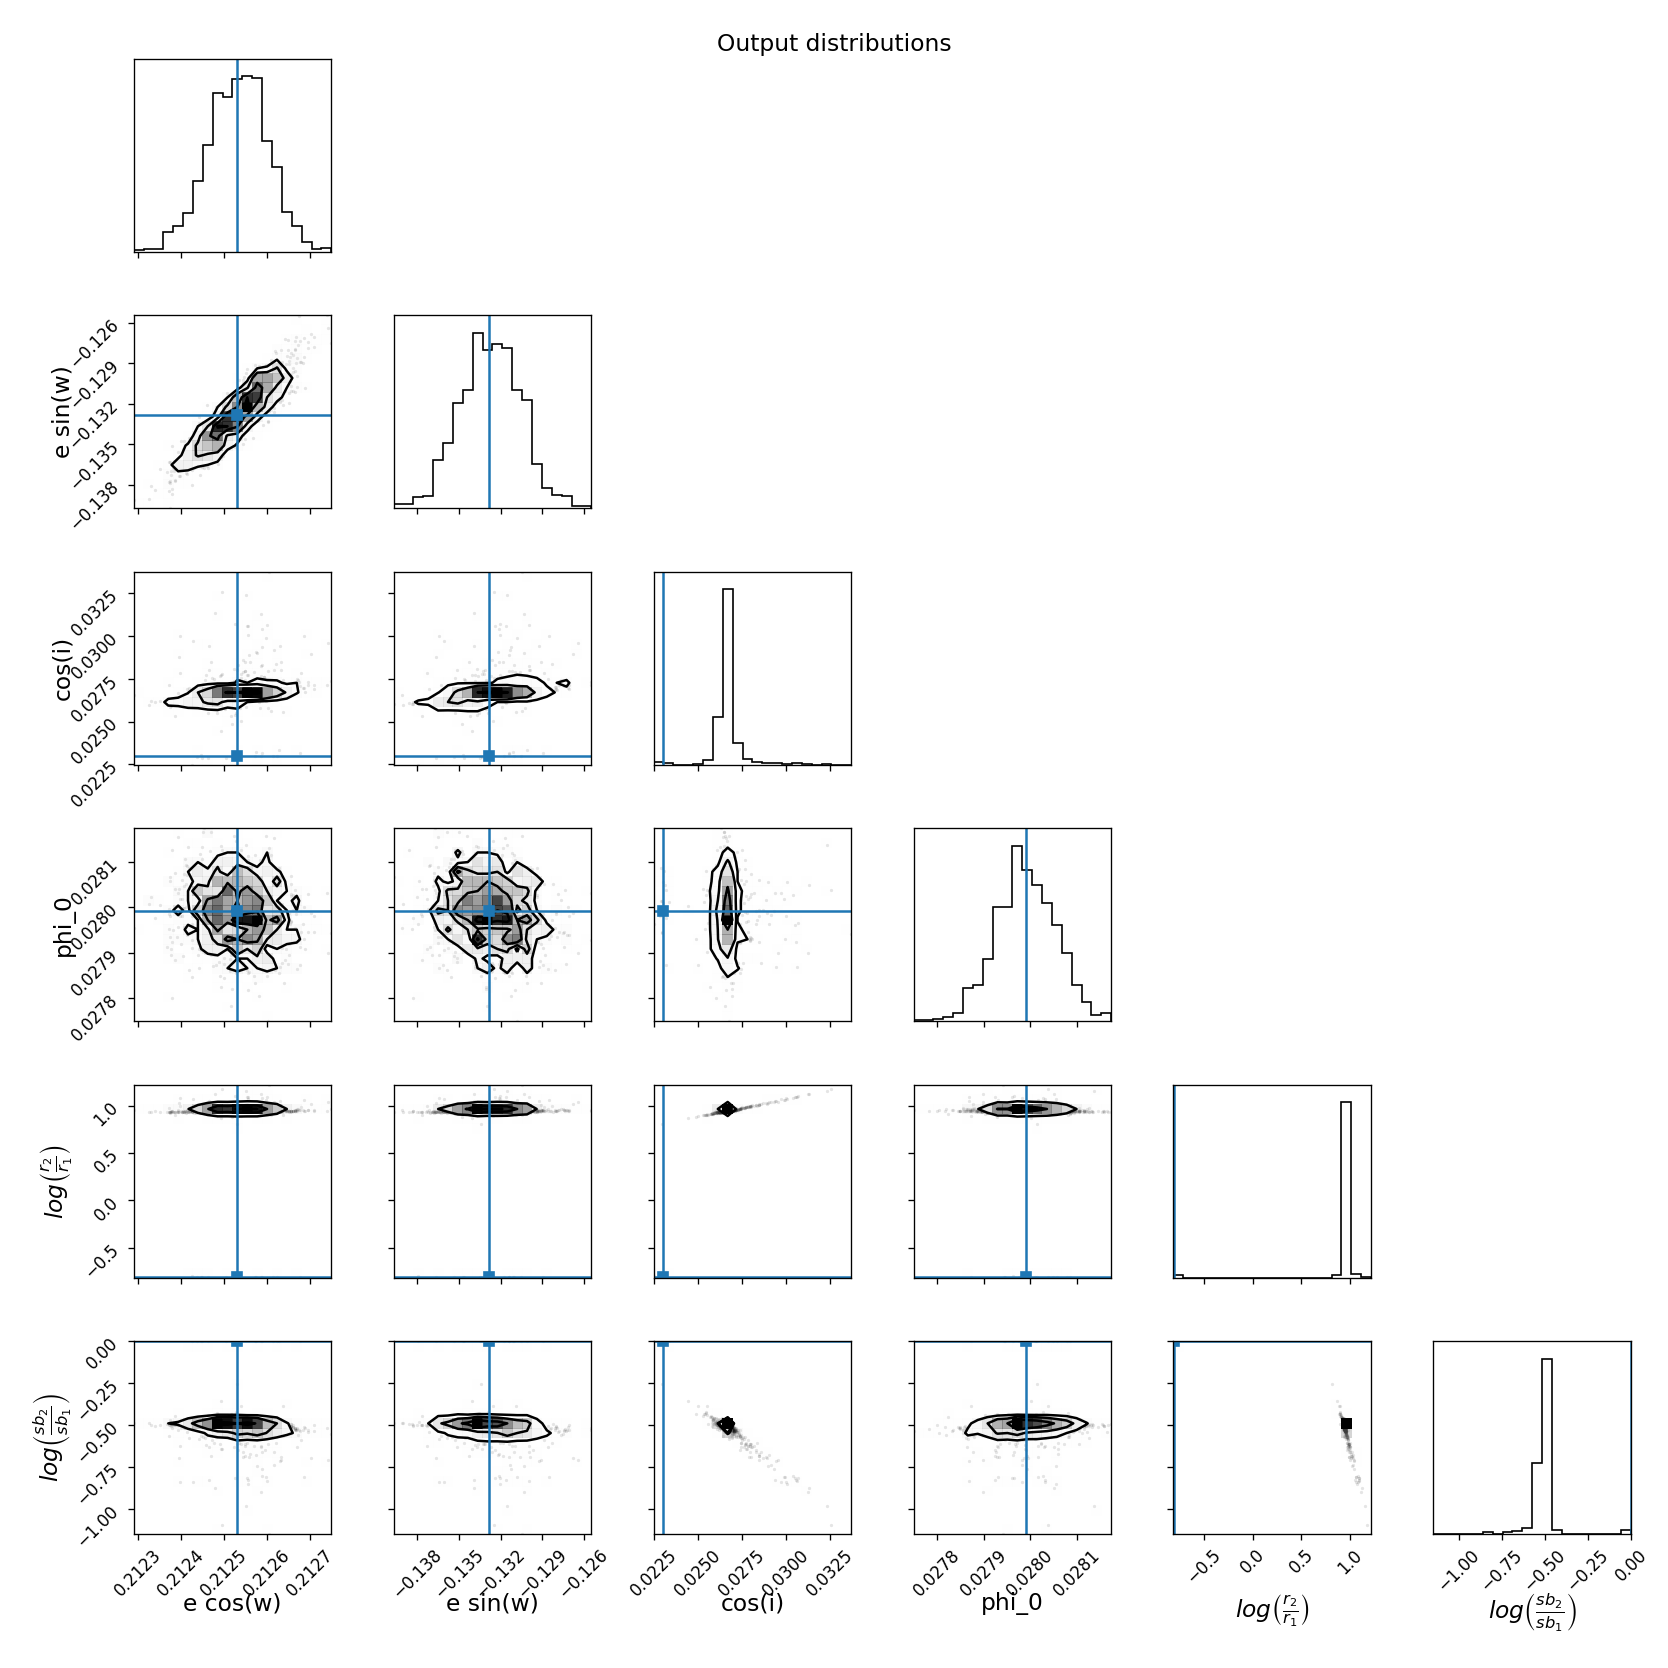 Output distributions
e sin(w)
−0.126
−0.129
−0.132
−0.135
−0.138
cos(i)
0.0325
0.0300
0.0275
0.0250
0.0225
phi_0
0.0281
0.0280
0.0279
0.0278
log(r₂/r₁)
1.0
0.5
0.0
−0.5
log(sb₂/sb₁)
0.00
−0.25
−0.50
−0.75
−1.00
0.2123 0.2124 0.2125 0.2126 0.2127
−0.138 −0.135 −0.132 −0.129 −0.126
0.0225 0.0250 0.0275 0.0300 0.0325
0.0278 0.0279 0.0280 0.0281
−0.5 0.0 0.5 1.0
−1.00 −0.75 −0.50 −0.25 0.00
e cos(w) e sin(w) cos(i) phi_0 log(r₂/r₁) log(sb₂/sb₁)